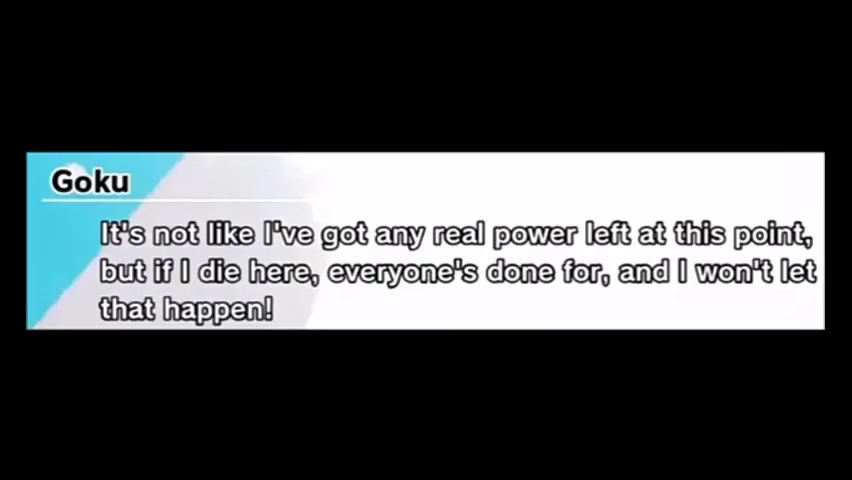 Goku
It's not like I've got any real power left at this point,
but if I die here, everyone's done for, and I won't let
that happen!